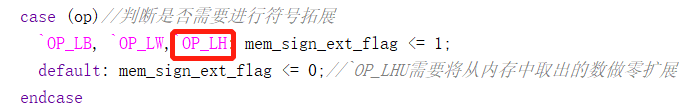 case (op)//判断是否需要进行符号拓展
`OP_LB, `OP_LW,`OP_LH: mem_sign_ext_flag <= 1;
default: mem_sign_ext_flag <= 0;//`OP_LHU需要将从内存中取出的数做零扩展
endcase